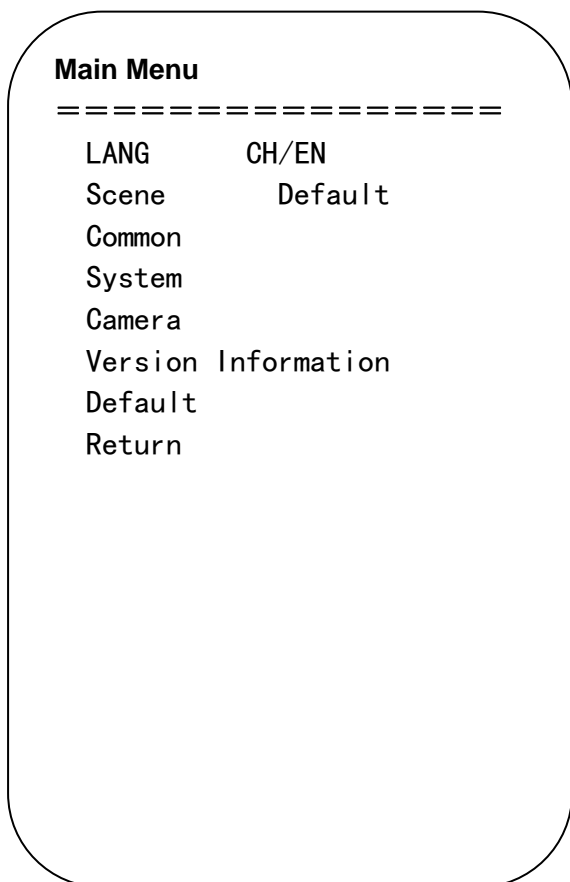 Main Menu
================
LANG CH/EN
Scene Default
Common
System
Camera
Version Information
Default
Return